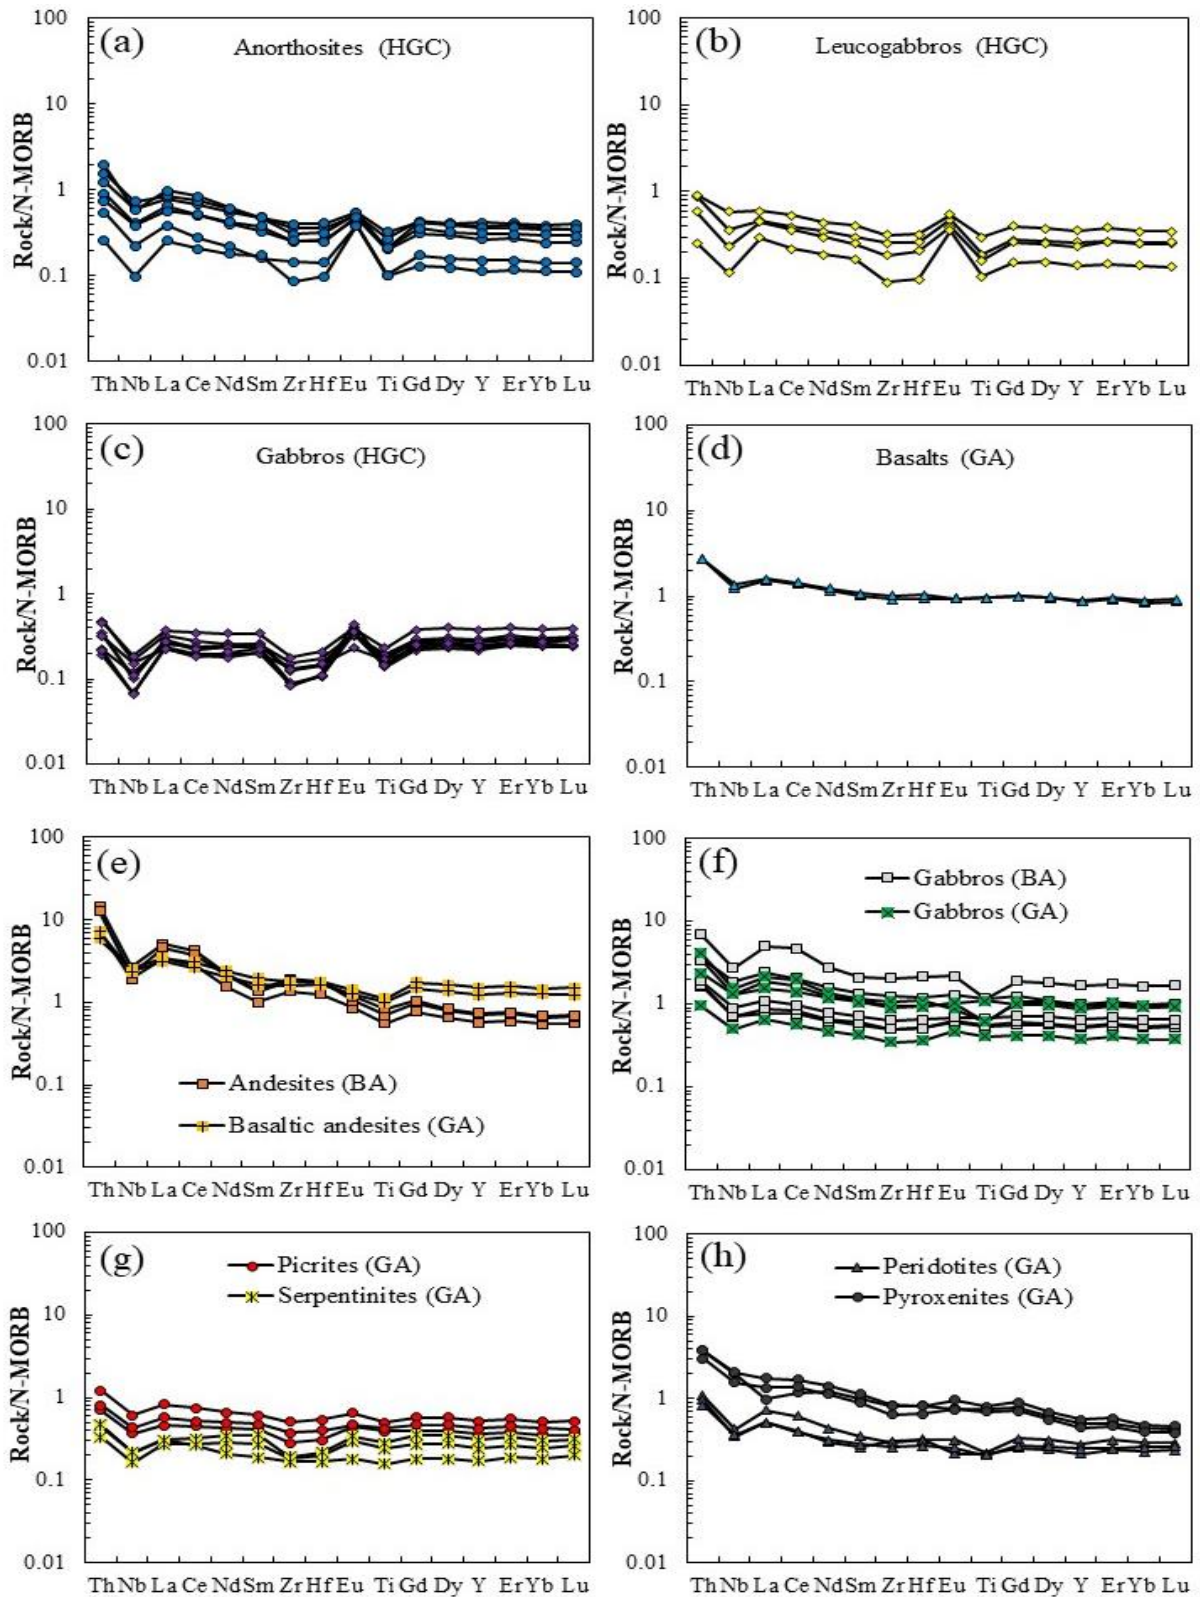 (a) Anorthosites (HGC)
100
10
1
0.1
0.01
Rock/N-MORB
Th Nb La Ce Nd Sm Zr Hf Eu Ti Gd Dy Y Er Yb Lu
(b) Leucogabbros (HGC)
100
10
1
0.1
0.01
Rock/N-MORB
Th Nb La Ce Nd Sm Zr Hf Eu Ti Gd Dy Y Er Yb Lu
(c) Gabbros (HGC)
100
10
1
0.1
0.01
Rock/N-MORB
Th Nb La Ce Nd Sm Zr Hf Eu Ti Gd Dy Y Er Yb Lu
(d) Basalts (GA)
100
10
1
0.1
0.01
Rock/N-MORB
Th Nb La Ce Nd Sm Zr Hf Eu Ti Gd Dy Y Er Yb Lu
(e)
100
10
1
0.1
0.01
Rock/N-MORB
Andesites (BA)
Basaltic andesites (GA)
Th Nb La Ce Nd Sm Zr Hf Eu Ti Gd Dy Y Er Yb Lu
(f)
100
10
1
0.1
0.01
Rock/N-MORB
Gabbros (BA)
Gabbros (GA)
Th Nb La Ce Nd Sm Zr Hf Eu Ti Gd Dy Y Er Yb Lu
(g)
100
10
1
0.1
0.01
Rock/N-MORB
Picrites (GA)
Serpentinites (GA)
Th Nb La Ce Nd Sm Zr Hf Eu Ti Gd Dy Y Er Yb Lu
(h)
100
10
1
0.1
0.01
Rock/N-MORB
Peridotites (GA)
Pyroxenites (GA)
Th Nb La Ce Nd Sm Zr Hf Eu Ti Gd Dy Y Er Yb Lu